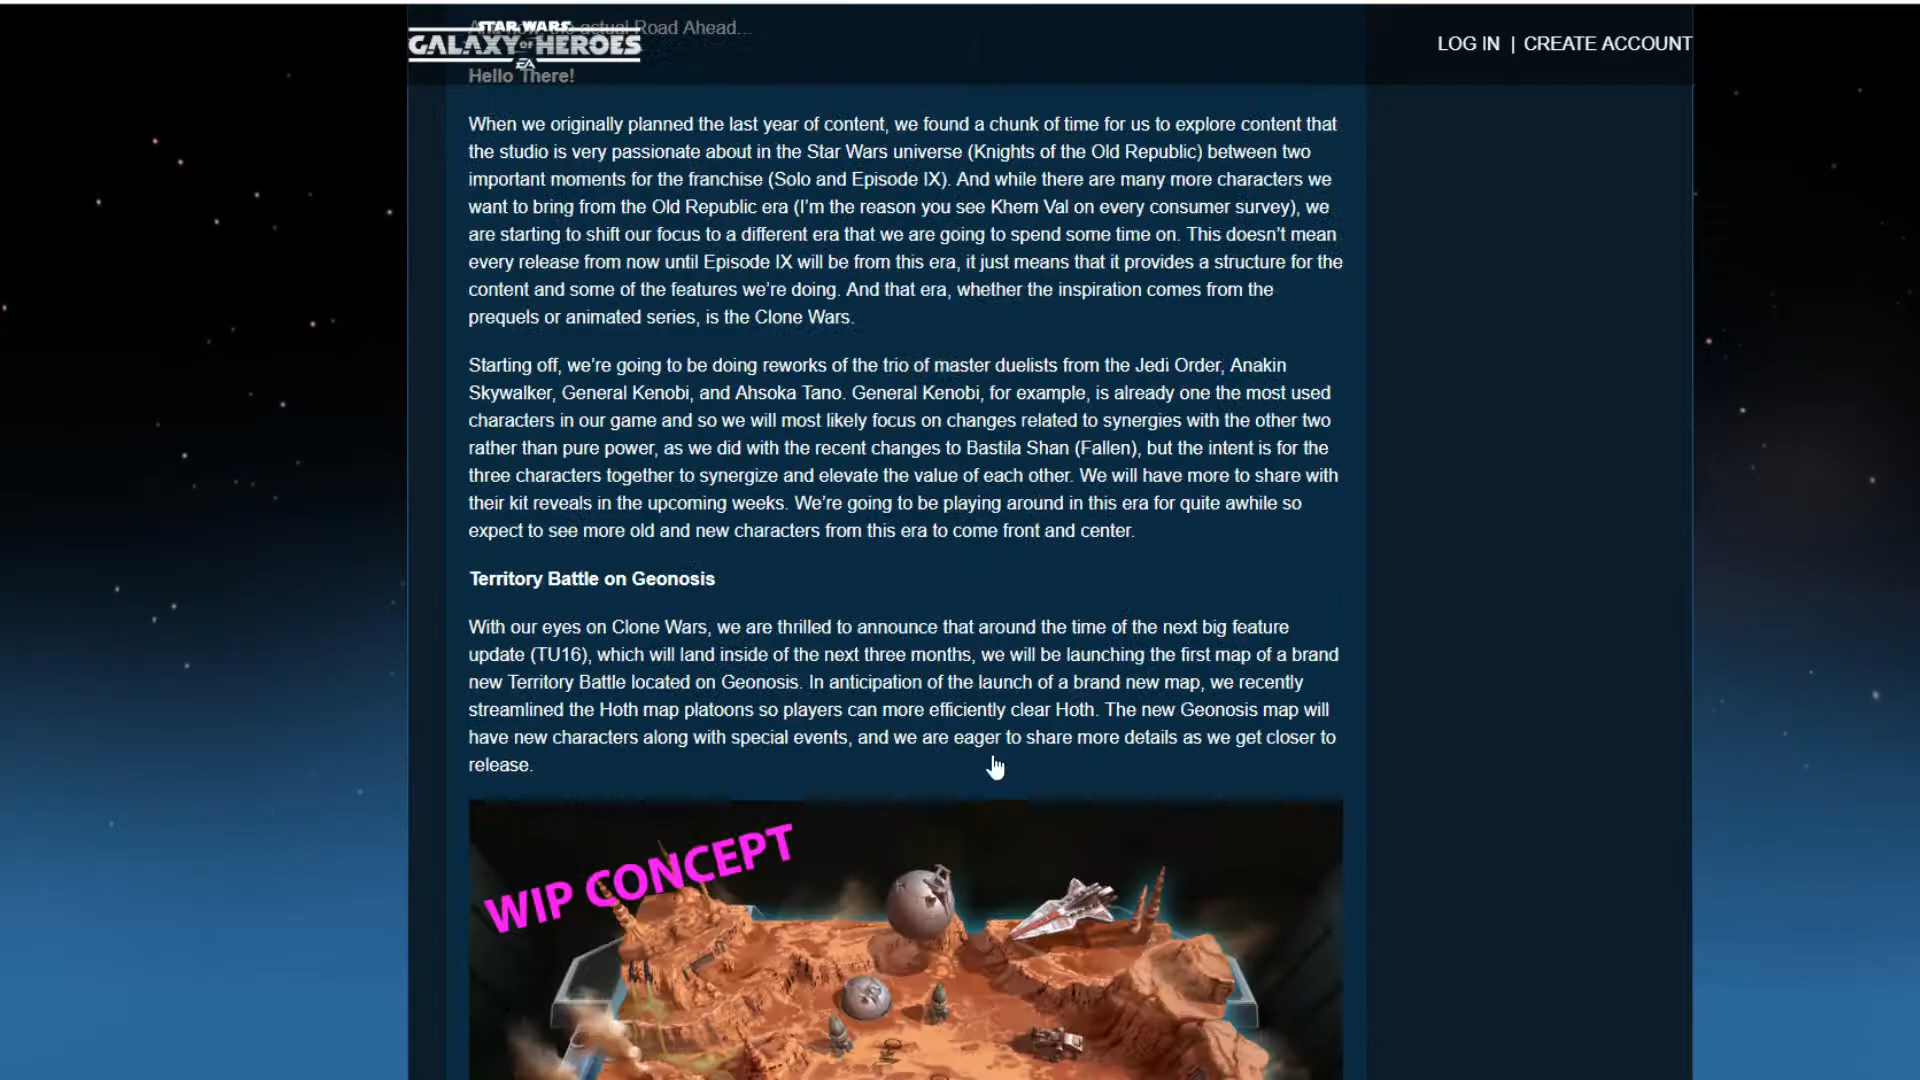 actual Road Ahead...
STAR WARS
GALAXY OF HEROES
EA
LOG IN | CREATE ACCOUNT
Hello There!
When we originally planned the last year of content, we found a chunk of time for us to explore content that
the studio is very passionate about in the Star Wars universe (Knights of the Old Republic) between two
important moments for the franchise (Solo and Episode IX). And while there are many more characters we
want to bring from the Old Republic era (I'm the reason you see Khem Val on every consumer survey), we
are starting to shift our focus to a different era that we are going to spend some time on. This doesn't mean
every release from now until Episode IX will be from this era, it just means that it provides a structure for the
content and some of the features we're doing. And that era, whether the inspiration comes from the
prequels or animated series, is the Clone Wars.
Starting off, we're going to be doing reworks of the trio of master duelists from the Jedi Order, Anakin
Skywalker, General Kenobi, and Ahsoka Tano. General Kenobi, for example, is already one the most used
characters in our game and so we will most likely focus on changes related to synergies with the other two
rather than pure power, as we did with the recent changes to Bastila Shan (Fallen), but the intent is for the
three characters together to synergize and elevate the value of each other. We will have more to share with
their kit reveals in the upcoming weeks. We're going to be playing around in this era for quite awhile so
expect to see more old and new characters from this era to come front and center.
Territory Battle on Geonosis
With our eyes on Clone Wars, we are thrilled to announce that around the time of the next big feature
update (TU16), which will land inside of the next three months, we will be launching the first map of a brand
new Territory Battle located on Geonosis. In anticipation of the launch of a brand new map, we recently
streamlined the Hoth map platoons so players can more efficiently clear Hoth. The new Geonosis map will
have new characters along with special events, and we are eager to share more details as we get closer to
release.
WIP CONCEPT